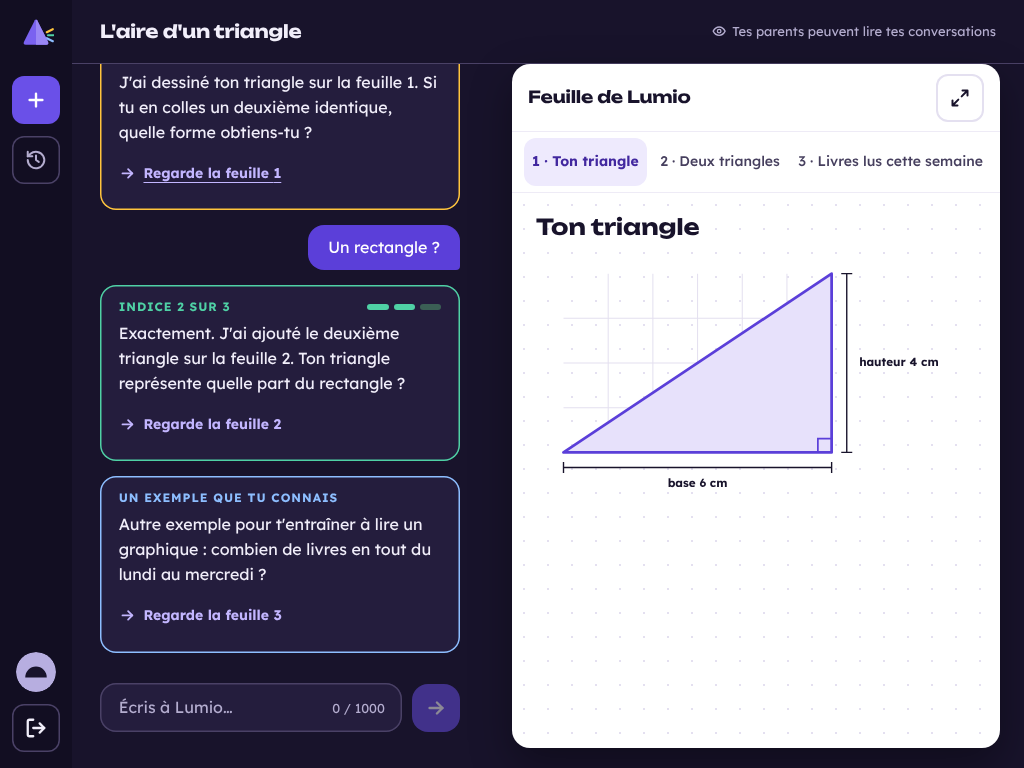 L'aire d'un triangle
Tes parents peuvent lire tes conversations
J'ai dessiné ton triangle sur la feuille 1. Si
tu en colles un deuxième identique,
quelle forme obtiens-tu ?
→ Regarde la feuille 1
Un rectangle ?
INDICE 2 SUR 3
Exactement. J'ai ajouté le deuxième
triangle sur la feuille 2. Ton triangle
représente quelle part du rectangle ?
→ Regarde la feuille 2
UN EXEMPLE QUE TU CONNAIS
Autre exemple pour t'entraîner à lire un
graphique : combien de livres en tout du
lundi au mercredi ?
→ Regarde la feuille 3
Écris à Lumio…
0 / 1000
Feuille de Lumio
1 · Ton triangle
2 · Deux triangles
3 · Livres lus cette semaine
Ton triangle
hauteur 4 cm
base 6 cm